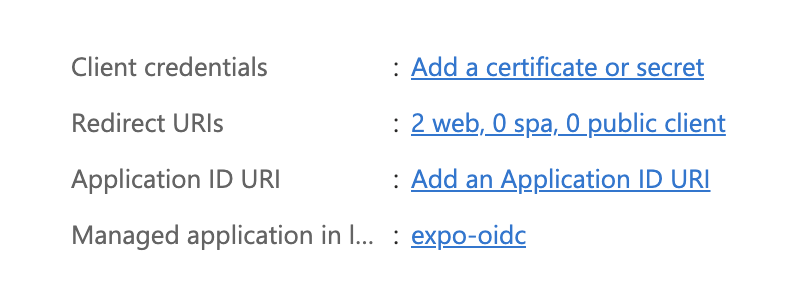 Client credentials : Add a certificate or secret
Redirect URIs : 2 web, 0 spa, 0 public client
Application ID URI : Add an Application ID URI
Managed application in l... : expo-oidc